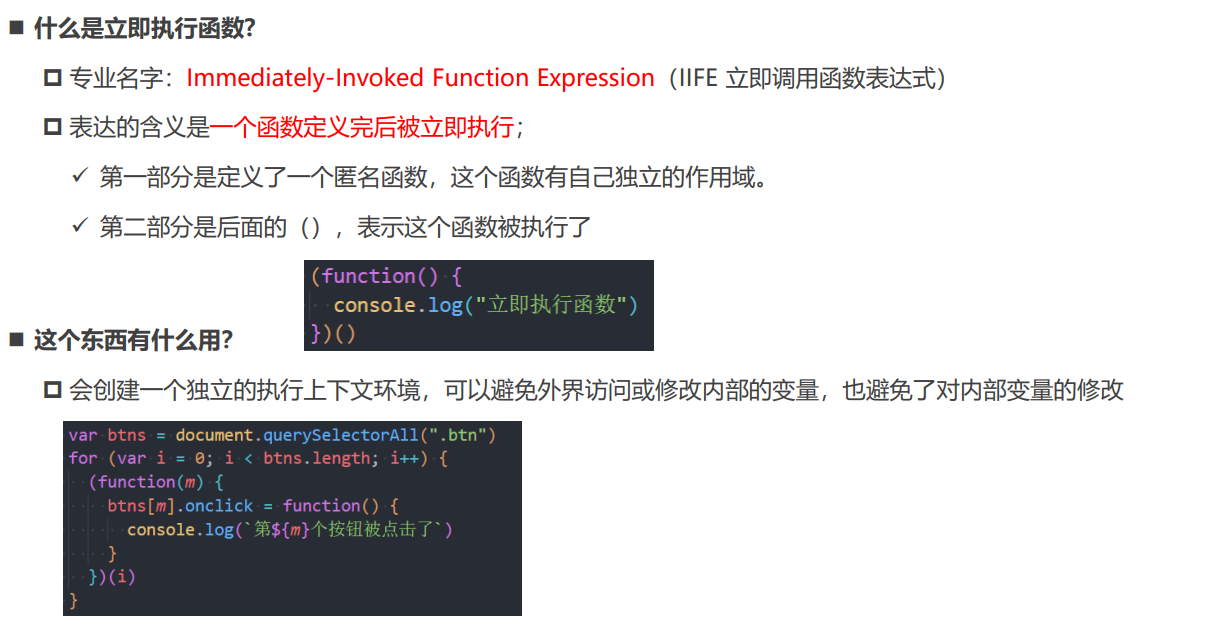 什么是立即执行函数?
专业名字：Immediately-Invoked Function Expression（IIFE 立即调用函数表达式）
表达的含义是一个函数定义完后被立即执行；
第一部分是定义了一个匿名函数，这个函数有自己独立的作用域。
第二部分是后面的（），表示这个函数被执行了
(function() {
  console.log("立即执行函数")
})()
这个东西有什么用?
会创建一个独立的执行上下文环境，可以避免外界访问或修改内部的变量，也避免了对内部变量的修改
var btns = document.querySelectorAll(".btn")
for (var i = 0; i < btns.length; i++) {
  (function(m) {
    btns[m].onclick = function() {
      console.log(`第${m}个按钮被点击了`)
    }
  })(i)
}